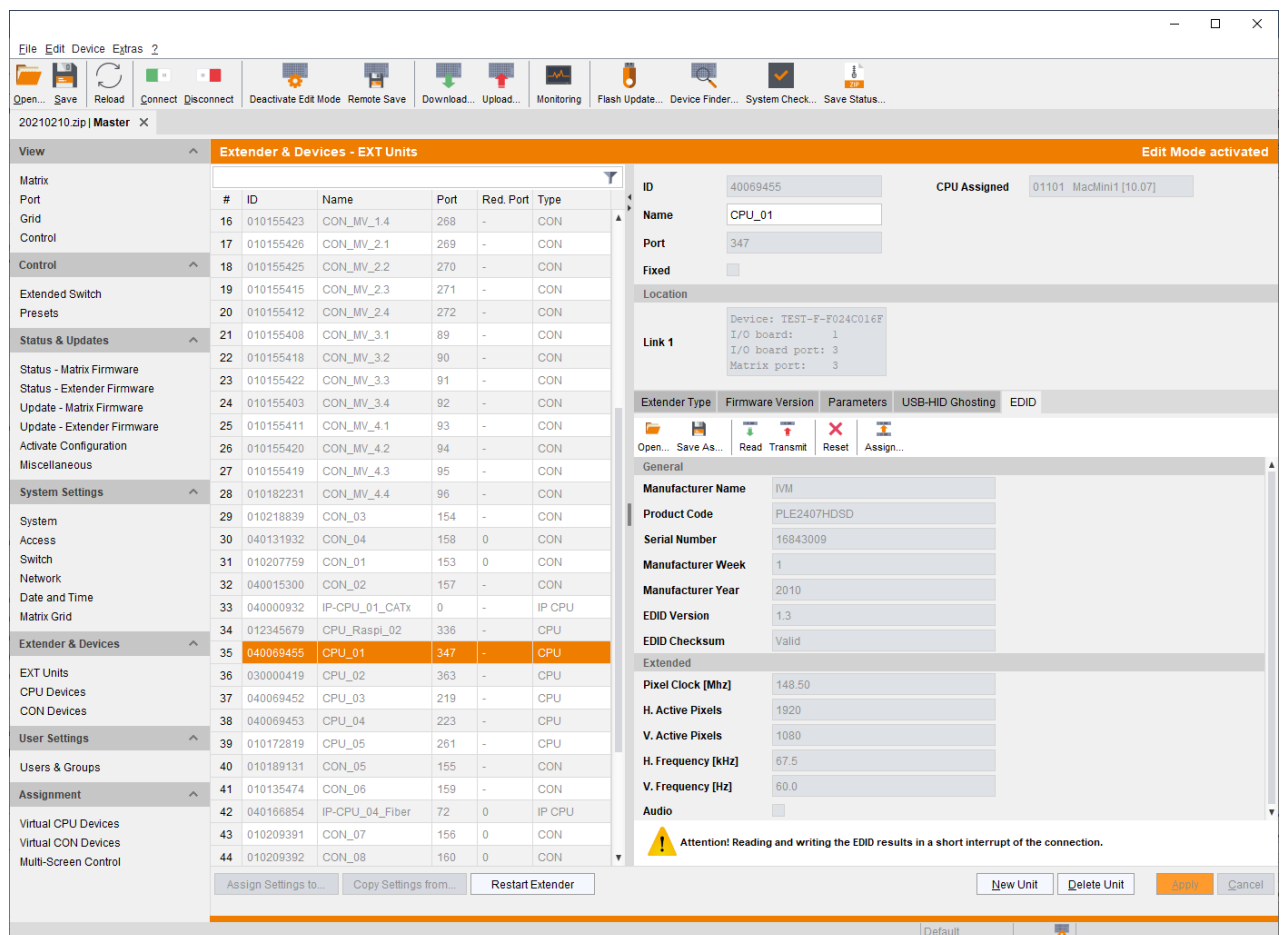 File Edit Device Extras ?
Open... Save Reload Connect Disconnect Deactivate Edit Mode Remote Save Download... Upload... Monitoring Flash Update... Device Finder... System Check... Save Status...
ZIP
20210210.zip | Master
View
Matrix
Port
Grid
Control
Control
Extended Switch
Presets
Status & Updates
Status - Matrix Firmware
Status - Extender Firmware
Update - Matrix Firmware
Update - Extender Firmware
Activate Configuration
Miscellaneous
System Settings
System
Access
Switch
Network
Date and Time
Matrix Grid
Extender & Devices
EXT Units
CPU Devices
CON Devices
User Settings
Users & Groups
Assignment
Virtual CPU Devices
Virtual CON Devices
Multi-Screen Control
Extender & Devices - EXT Units
Edit Mode activated
# ID Name Port Red. Port Type
16 010155423 CON_MV_1.4 268 - CON
17 010155426 CON_MV_2.1 269 - CON
18 010155425 CON_MV_2.2 270 - CON
19 010155415 CON_MV_2.3 271 - CON
20 010155412 CON_MV_2.4 272 - CON
21 010155408 CON_MV_3.1 89 - CON
22 010155418 CON_MV_3.2 90 - CON
23 010155422 CON_MV_3.3 91 - CON
24 010155403 CON_MV_3.4 92 - CON
25 010155411 CON_MV_4.1 93 - CON
26 010155420 CON_MV_4.2 94 - CON
27 010155419 CON_MV_4.3 95 - CON
28 010182231 CON_MV_4.4 96 - CON
29 010218839 CON_03 154 - CON
30 040131932 CON_04 158 0 CON
31 010207759 CON_01 153 0 CON
32 040015300 CON_02 157 - CON
33 040000932 IP-CPU_01_CATx 0 - IP CPU
34 012345679 CPU_Raspi_02 336 - CPU
35 040069455 CPU_01 347 - CPU
36 030000419 CPU_02 363 - CPU
37 040069452 CPU_03 219 - CPU
38 040069453 CPU_04 223 - CPU
39 010172819 CPU_05 261 - CPU
40 010189131 CON_05 155 - CON
41 010135474 CON_06 159 - CON
42 040166854 IP-CPU_04_Fiber 72 0 IP CPU
43 010209391 CON_07 156 0 CON
44 010209392 CON_08 160 0 CON
ID 40069455 CPU Assigned 01101 MacMini1 [10.07]
Name CPU_01
Port 347
Fixed
Location
Link 1
Device: TEST-F-F024C016F
I/O board: 1
I/O board port: 3
Matrix port: 3
Extender Type Firmware Version Parameters USB-HID Ghosting EDID
Open... Save As... Read Transmit Reset Assign...
General
Manufacturer Name IVM
Product Code PLE2407HDSD
Serial Number 16843009
Manufacturer Week 1
Manufacturer Year 2010
EDID Version 1.3
EDID Checksum Valid
Extended
Pixel Clock [Mhz] 148.50
H. Active Pixels 1920
V. Active Pixels 1080
H. Frequency [kHz] 67.5
V. Frequency [Hz] 60.0
Audio
Attention! Reading and writing the EDID results in a short interrupt of the connection.
Assign Settings to... Copy Settings from... Restart Extender New Unit Delete Unit Apply Cancel
Default